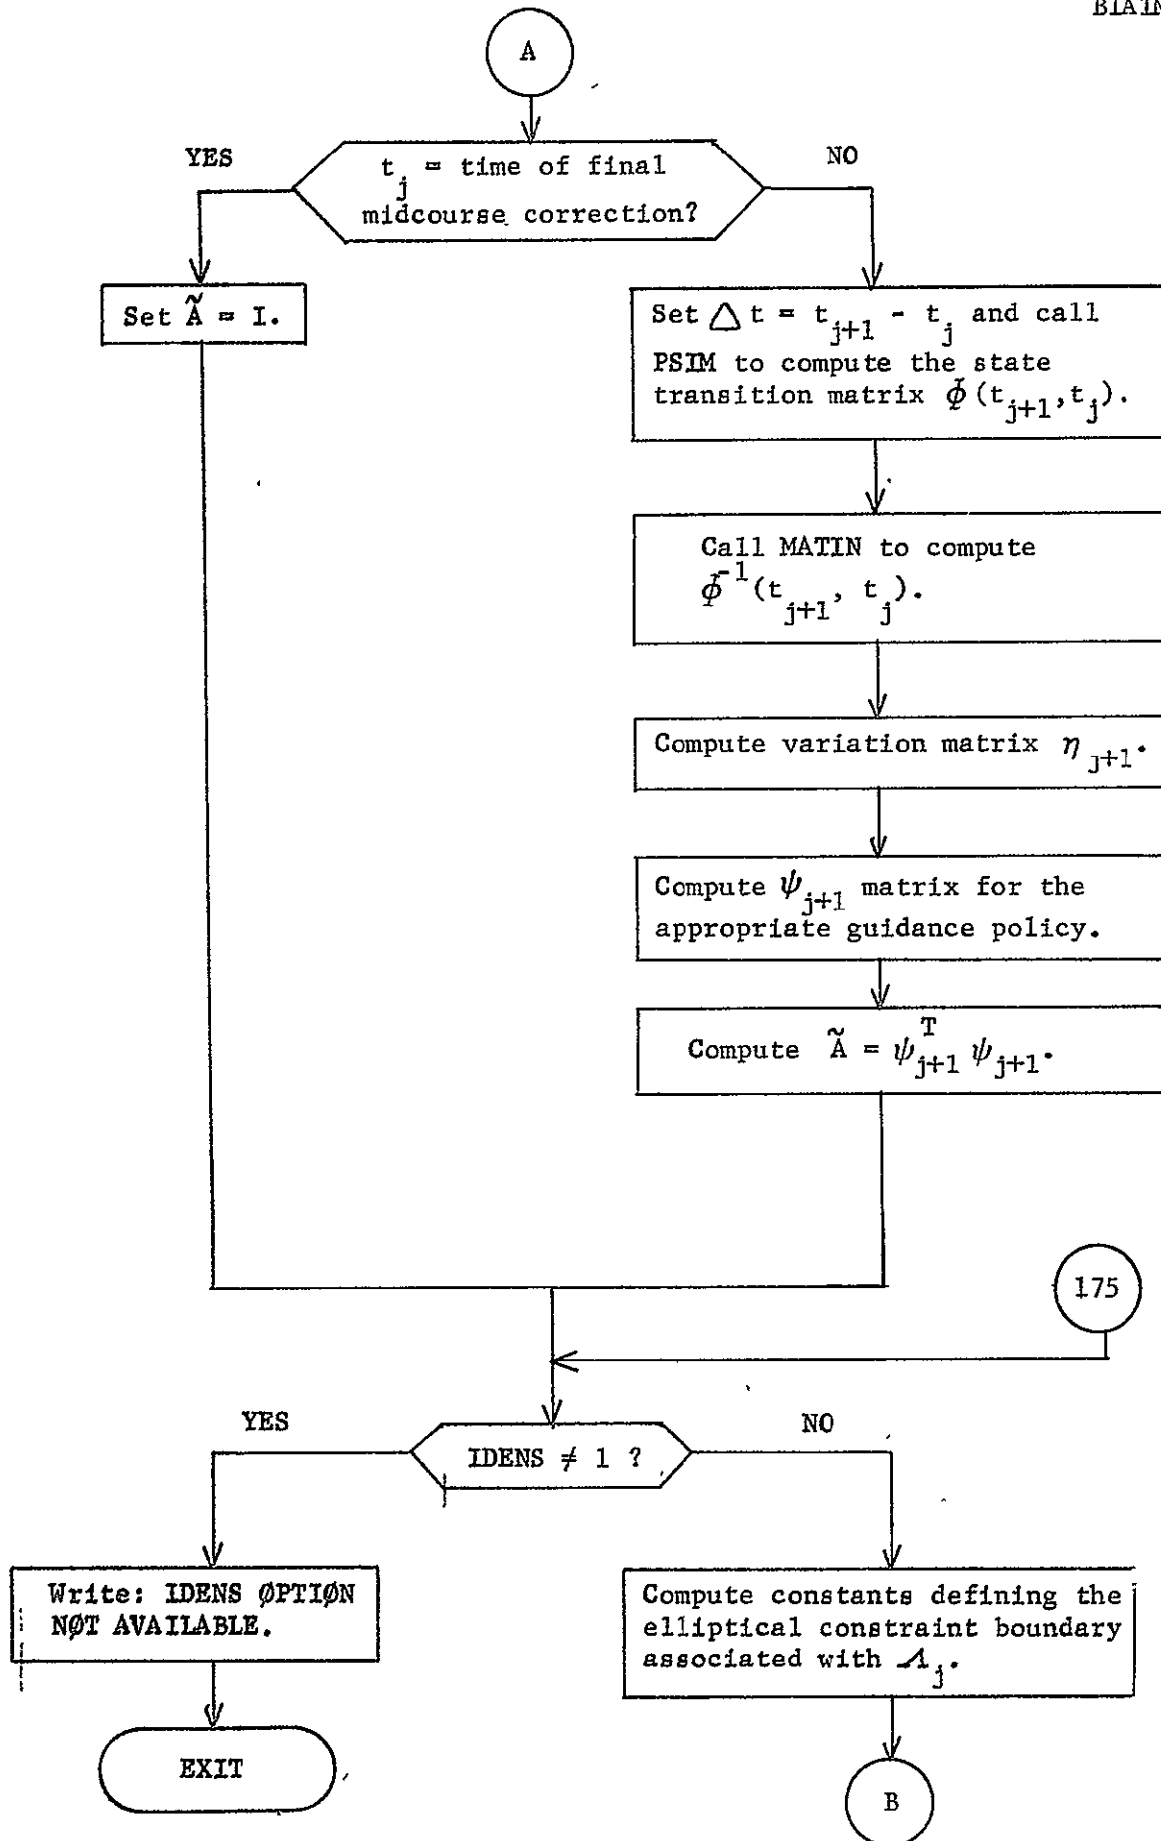 BIAIM
A
YES
NO
t_j = time of final
midcourse correction?
Set Ã = I.
Set △ t = t_{j+1} - t_j and call
PSIM to compute the state
transition matrix Φ(t_{j+1},t_j).
Call MATIN to compute
Φ^{-1}(t_{j+1}, t_j).
Compute variation matrix η_{j+1}.
Compute ψ_{j+1} matrix for the
appropriate guidance policy.
Compute Ã = ψ^T_{j+1} ψ_{j+1}.
175
YES
NO
IDENS ≠ 1 ?
Write: IDENS ØPTIØN
NØT AVAILABLE.
Compute constants defining the
elliptical constraint boundary
associated with Λ_j.
EXIT
B